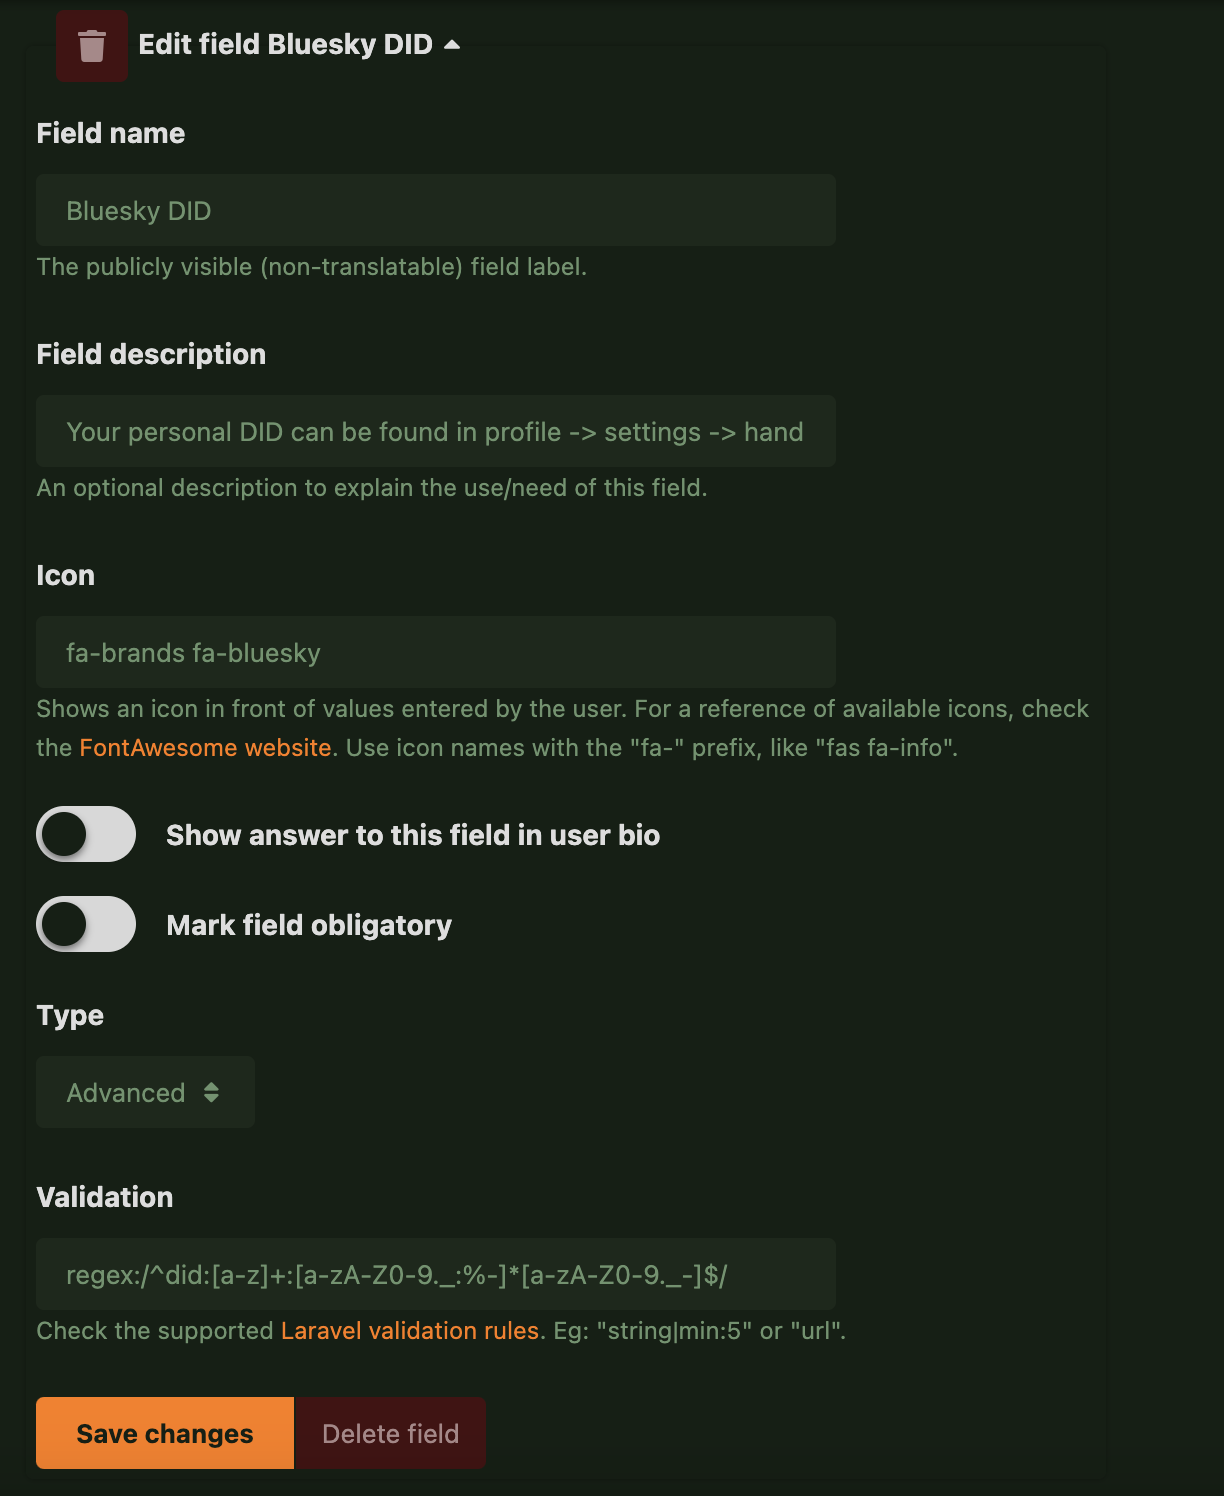 Edit field Bluesky DID
Field name
Bluesky DID
The publicly visible (non-translatable) field label.
Field description
Your personal DID can be found in profile -> settings -> hand
An optional description to explain the use/need of this field.
Icon
fa-brands fa-bluesky
Shows an icon in front of values entered by the user. For a reference of available icons, check
the FontAwesome website. Use icon names with the "fa-" prefix, like "fas fa-info".
Show answer to this field in user bio
Mark field obligatory
Type
Advanced
Validation
regex:/^did:[a-z]+:[a-zA-Z0-9._:%-]*[a-zA-Z0-9._-]$/
Check the supported Laravel validation rules. Eg: "string|min:5" or "url".
Save changes
Delete field